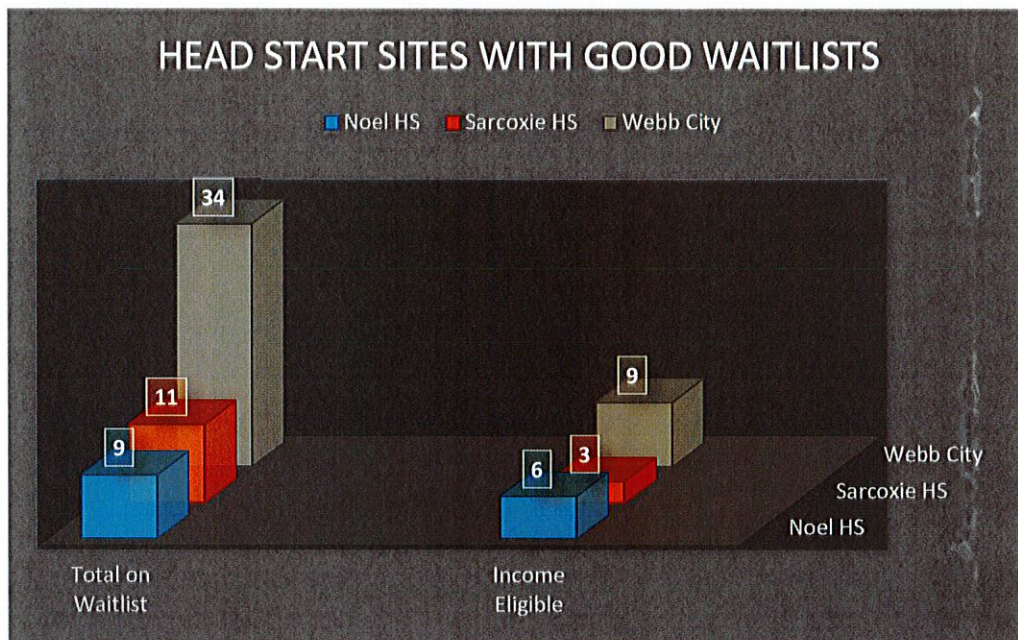 HEAD START SITES WITH GOOD WAITLISTS
Noel HS Sarcoxie HS Webb City
34
11
9
9
3
6
Webb City
Sarcoxie HS
Noel HS
Total on
Waitlist
Income
Eligible